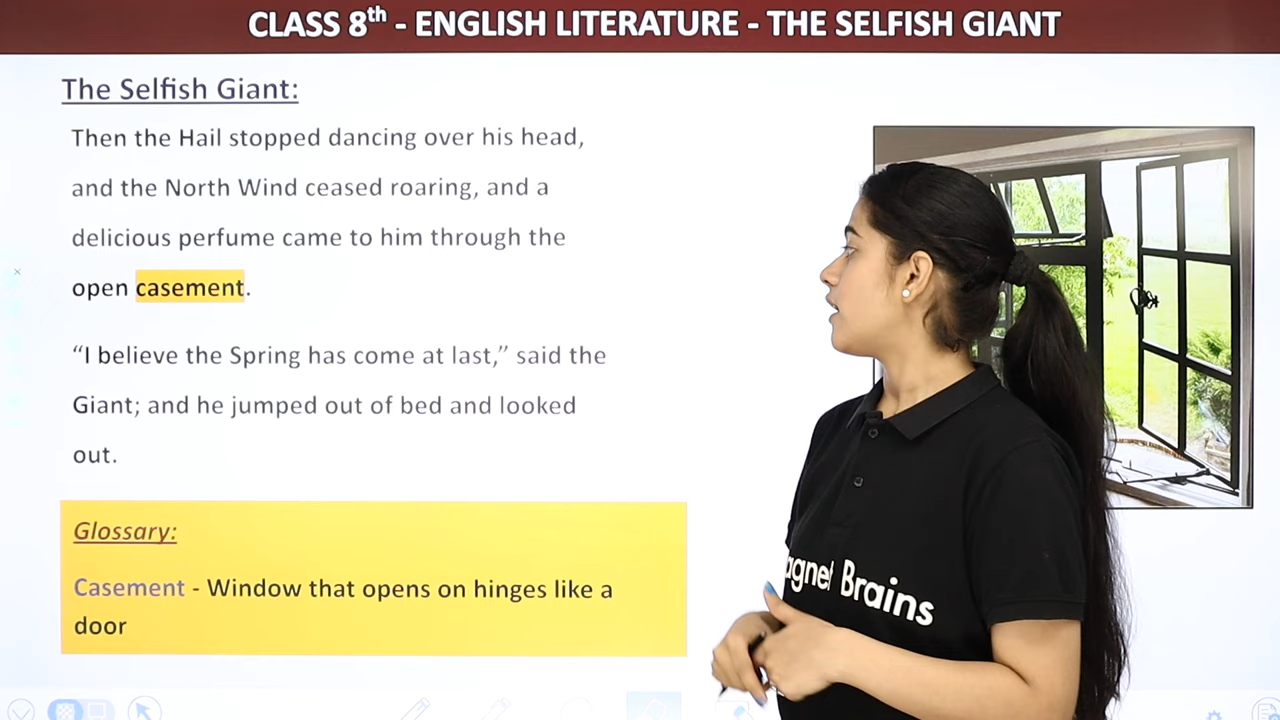 CLASS 8th - ENGLISH LITERATURE - THE SELFISH GIANT
The Selfish Giant:
Then the Hail stopped dancing over his head,
and the North Wind ceased roaring, and a
delicious perfume came to him through the
open casement.
“I believe the Spring has come at last,” said the
Giant; and he jumped out of bed and looked
out.
Glossary:
Casement - Window that opens on hinges like a
door
agnet Brains